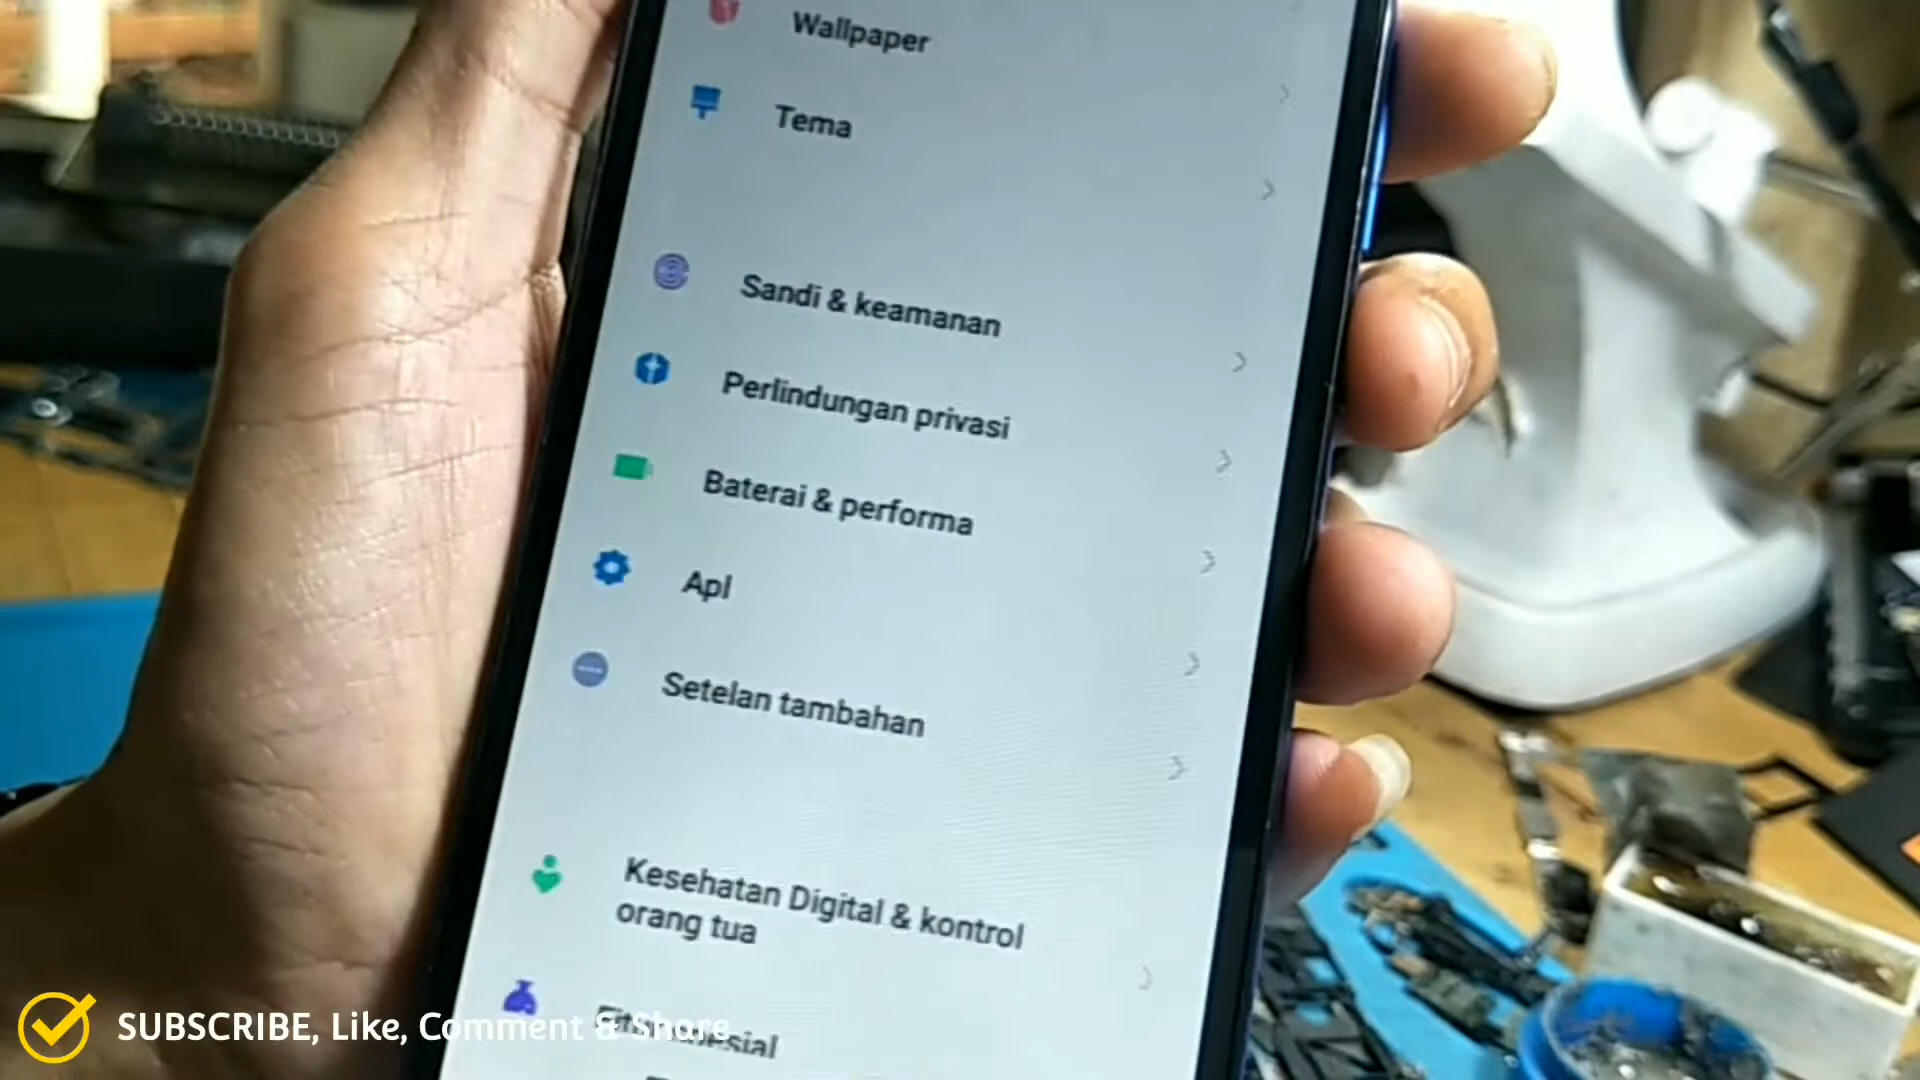 Wallpaper
Tema
Sandi & keamanan
Perlindungan privasi
Baterai & performa
Apl
Setelan tambahan
Kesehatan Digital & kontrol
orang tua
SUBSCRIBE, Like, Comment & Share